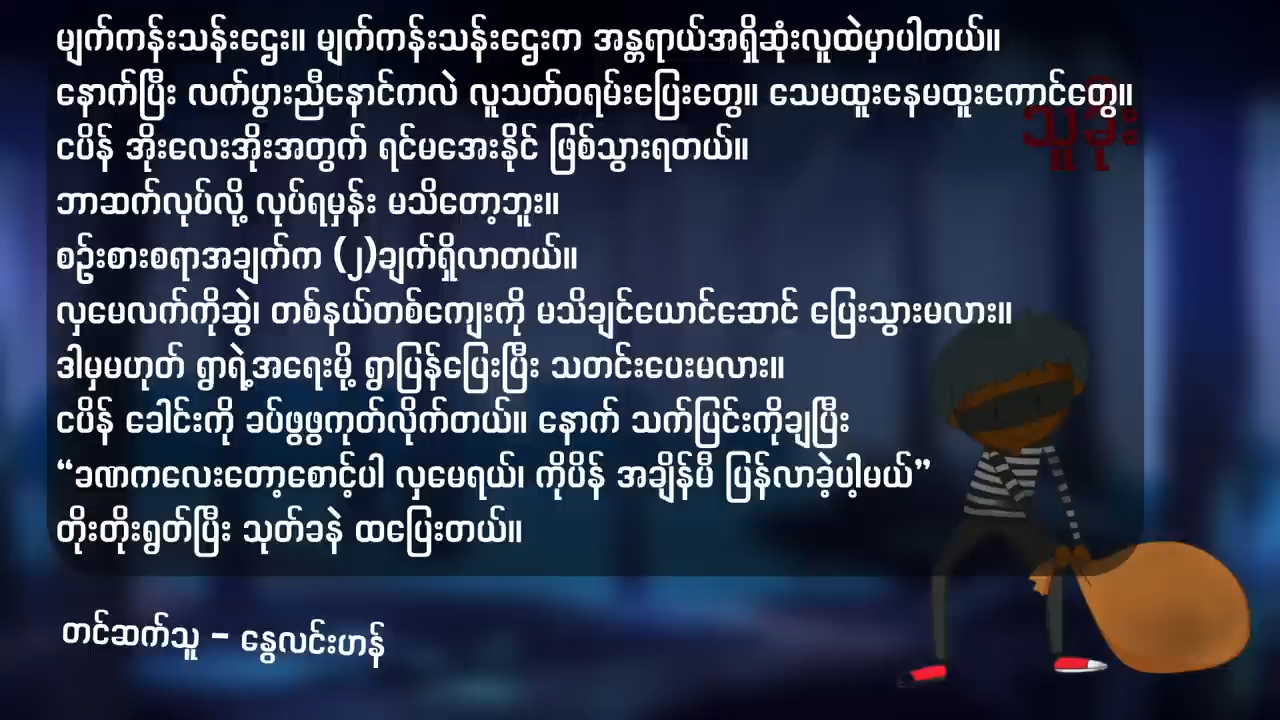 မျက်ကန်းသန်းဌေး။ မျက်ကန်းသန်းဌေးက အန္တရာယ်အရှိဆုံးလူထဲမှာပါတယ်။
နောက်ပြီး လက်ပွားညီနောင်ကလဲ လူသတ်ဝရမ်းပြေးတွေ။ သေမထူးနေမထူးကောင်တွေ။
သူခိုး
ငပိန် အိုးလေးအိုးအတွက် ရင်မအေးနိုင် ဖြစ်သွားရတယ်။
ဘာဆက်လုပ်လို့ လုပ်ရမှန်း မသိတော့ဘူး။
စဉ်းစားစရာအချက်က (၂)ချက်ရှိလာတယ်။
လှမေလက်ကိုဆွဲ၊ တစ်နယ်တစ်ကျေးကို မသိချင်ယောင်ဆောင် ပြေးသွားမလား။
ဒါမှမဟုတ် ရွာရဲ့အရေးမို့ ရွာပြန်ပြေးပြီး သတင်းပေးမလား။
ငပိန် ခေါင်းကို ခပ်ဖွဖွကုတ်လိုက်တယ်။ နောက် သက်ပြင်းကိုချပြီး
“ခဏကလေးတော့စောင့်ပါ လှမေရယ်၊ ကိုပိန် အချိန်မီ ပြန်လာခဲ့ပါ့မယ်”
တိုးတိုးရွတ်ပြီး သုတ်ခနဲ ထပြေးတယ်။
တင်ဆက်သူ - နွေလင်းဟန်